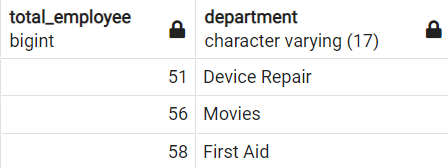 total_employee department
bigint character varying (17)
51 Device Repair
56 Movies
58 First Aid